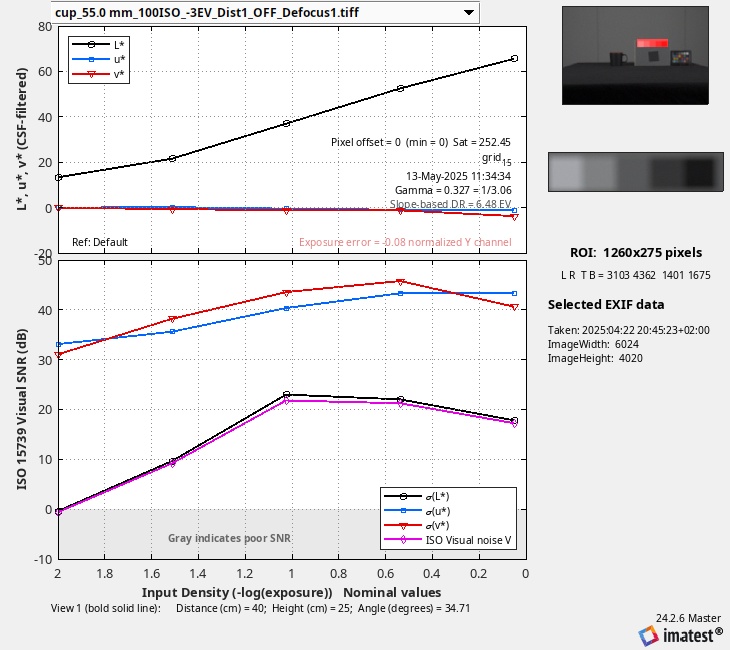 cup_55.0 mm_100ISO_-3EV_Dist1_OFF_Defocus1.tiff
L*, u*, v* (CSF-filtered)
80
60
40
20
0
-20
L*
u*
v*
Pixel offset = 0 (min = 0) Sat = 252.45
grid15
13-May-2025 11:34:34
Gamma = 0.327 = 1/3.06
Slope-based DR = 6.48 EV
Ref: Default
Exposure error = -0.08 normalized Y channel
ISO 15739 Visual SNR (dB)
50
40
30
20
10
0
-10
σ(L*)
σ(u*)
σ(v*)
ISO Visual noise V
Gray indicates poor SNR
2 1.8 1.6 1.4 1.2 1 0.8 0.6 0.4 0.2 0
Input Density (-log(exposure)) Nominal values
View 1 (bold solid line): Distance (cm) = 40; Height (cm) = 25; Angle (degrees) = 34.71
ROI: 1260x275 pixels
L R T B = 3103 4362 1401 1675
Selected EXIF data
Taken: 2025:04:22 20:45:23+02:00
ImageWidth: 6024
ImageHeight: 4020
24.2.6 Master
imatest®